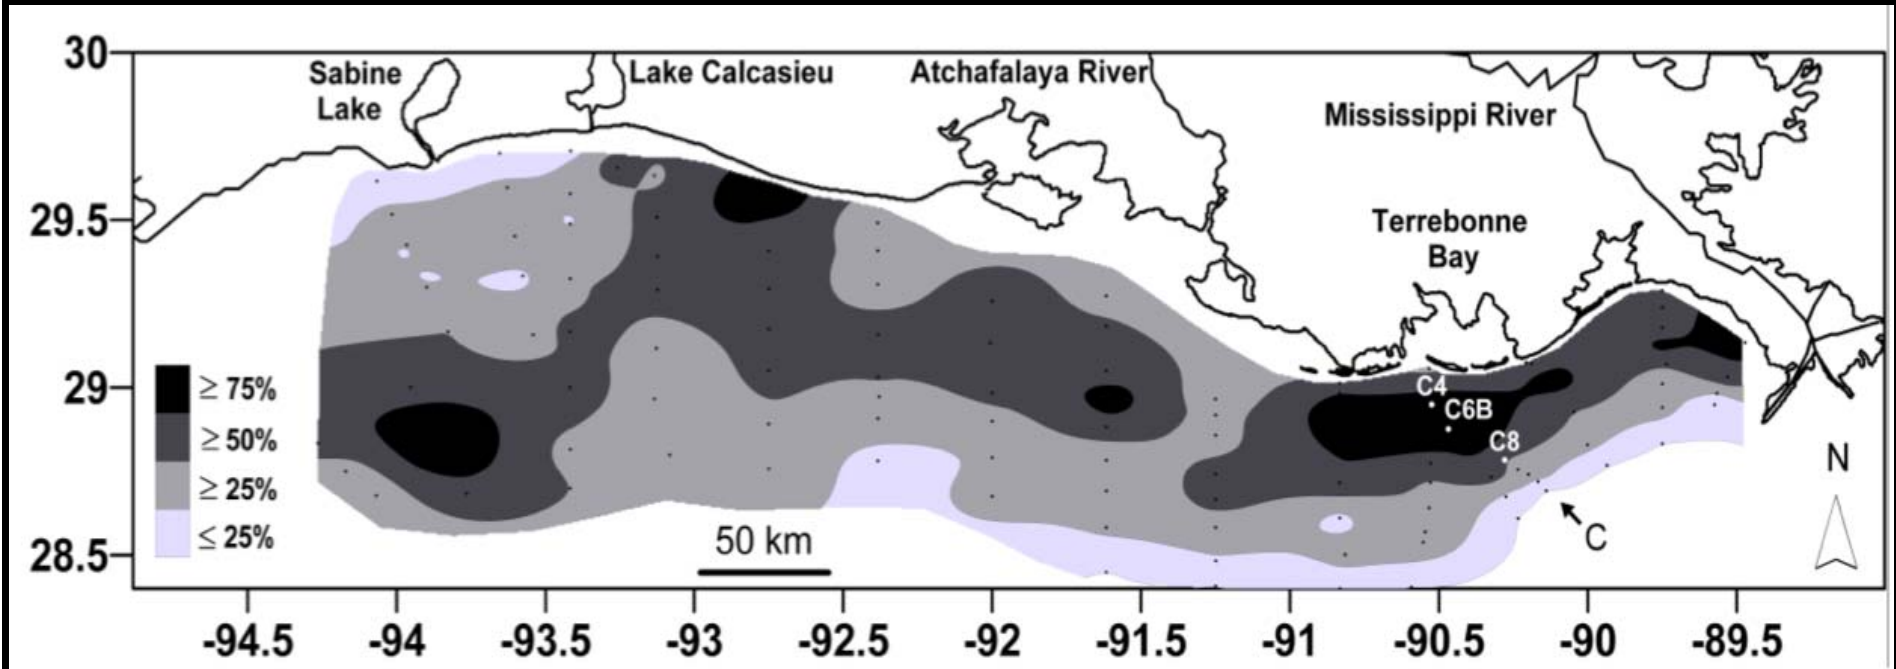 30
29.5
29
28.5
Sabine
Lake
Lake Calcasieu
Atchafalaya River
Mississippi River
Terrebonne
Bay
C4
C6B
C8
C
N
≥ 75%
≥ 50%
≥ 25%
≤ 25%
50 km
-94.5 -94 -93.5 -93 -92.5 -92 -91.5 -91 -90.5 -90 -89.5